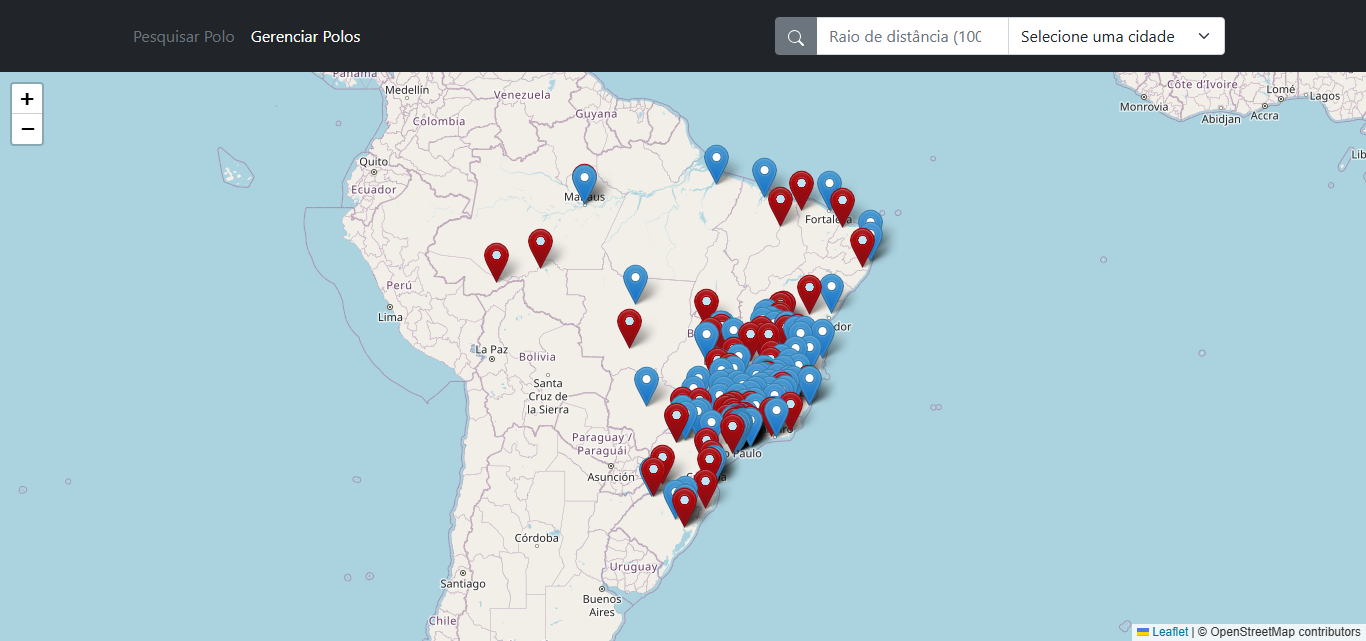 Pesquisar Polo
Gerenciar Polos
Raio de distância (100
Selecione uma cidade
+
−
Panamá
Medellín
Venezuela
Guyana
Colombia
Quito
Ecuador
Manaus
Fortaleza
Côte d'Ivoire
Lomé
Lagos
Monrovia
Abidjan
Accra
Lib
Perú
Lima
La Paz
Bolivia
Santa
Cruz de
la Sierra
Paraguay /
Paraguái
Asunción
dor
o Paulo
Córdoba
Santiago
Uruguay
Buenos
Aires
Chile
Leaflet | © OpenStreetMap contributors